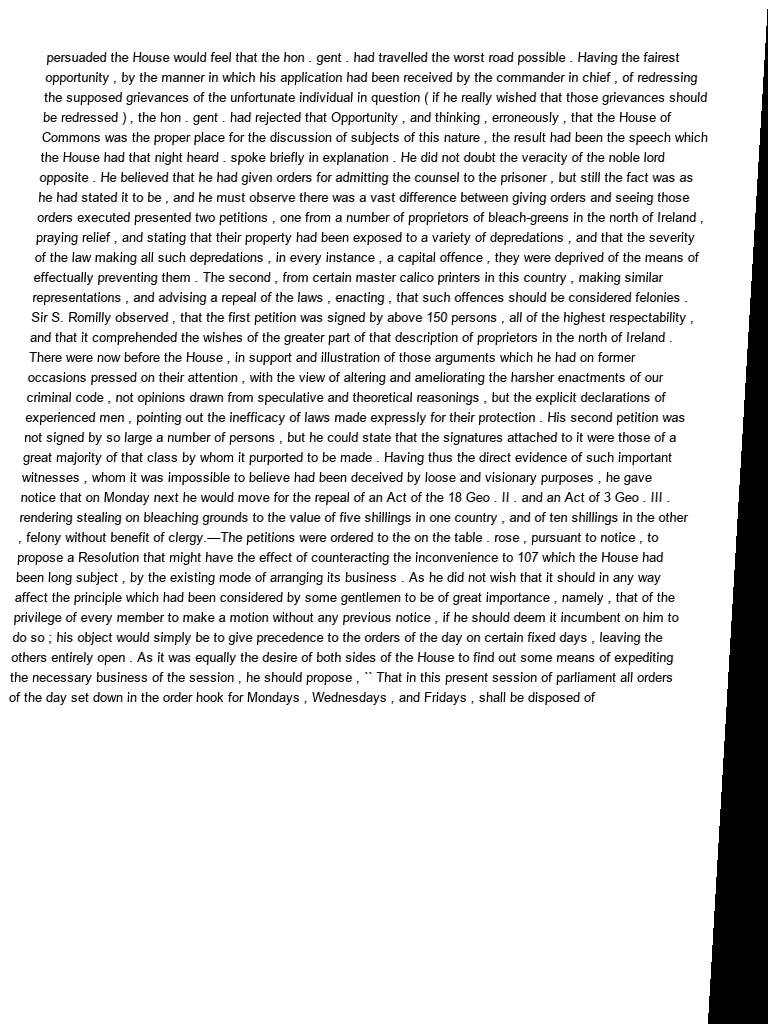 persuaded the House would feel that the hon . gent . had travelled the worst road possible . Having the fairest
opportunity , by the manner in which his application had been received by the commander in chief , of redressing
the supposed grievances of the unfortunate individual in question ( if he really wished that those grievances should
be redressed ) , the hon . gent . had rejected that Opportunity , and thinking , erroneously , that the House of
Commons was the proper place for the discussion of subjects of this nature , the result had been the speech which
the House had that night heard . spoke briefly in explanation . He did not doubt the veracity of the noble lord
opposite . He believed that he had given orders for admitting the counsel to the prisoner , but still the fact was as
he had stated it to be , and he must observe there was a vast difference between giving orders and seeing those
orders executed presented two petitions , one from a number of proprietors of bleach-greens in the north of Ireland ,
praying relief , and stating that their property had been exposed to a variety of depredations , and that the severity
of the law making all such depredations , in every instance , a capital offence , they were deprived of the means of
effectually preventing them . The second , from certain master calico printers in this country , making similar
representations , and advising a repeal of the laws , enacting , that such offences should be considered felonies .
Sir S. Romilly observed , that the first petition was signed by above 150 persons , all of the highest respectability ,
and that it comprehended the wishes of the greater part of that description of proprietors in the north of Ireland .
There were now before the House , in support and illustration of those arguments which he had on former
occasions pressed on their attention , with the view of altering and ameliorating the harsher enactments of our
criminal code , not opinions drawn from speculative and theoretical reasonings , but the explicit declarations of
experienced men , pointing out the inefficacy of laws made expressly for their protection . His second petition was
not signed by so large a number of persons , but he could state that the signatures attached to it were those of a
great majority of that class by whom it purported to be made . Having thus the direct evidence of such important
witnesses , whom it was impossible to believe had been deceived by loose and visionary purposes , he gave
notice that on Monday next he would move for the repeal of an Act of the 18 Geo . II . and an Act of 3 Geo . III .
rendering stealing on bleaching grounds to the value of five shillings in one country , and of ten shillings in the other
, felony without benefit of clergy.—The petitions were ordered to the on the table . rose , pursuant to notice , to
propose a Resolution that might have the effect of counteracting the inconvenience to 107 which the House had
been long subject , by the existing mode of arranging its business . As he did not wish that it should in any way
affect the principle which had been considered by some gentlemen to be of great importance , namely , that of the
privilege of every member to make a motion without any previous notice , if he should deem it incumbent on him to
do so ; his object would simply be to give precedence to the orders of the day on certain fixed days , leaving the
others entirely open . As it was equally the desire of both sides of the House to find out some means of expediting
the necessary business of the session , he should propose , `` That in this present session of parliament all orders
of the day set down in the order hook for Mondays , Wednesdays , and Fridays , shall be disposed of